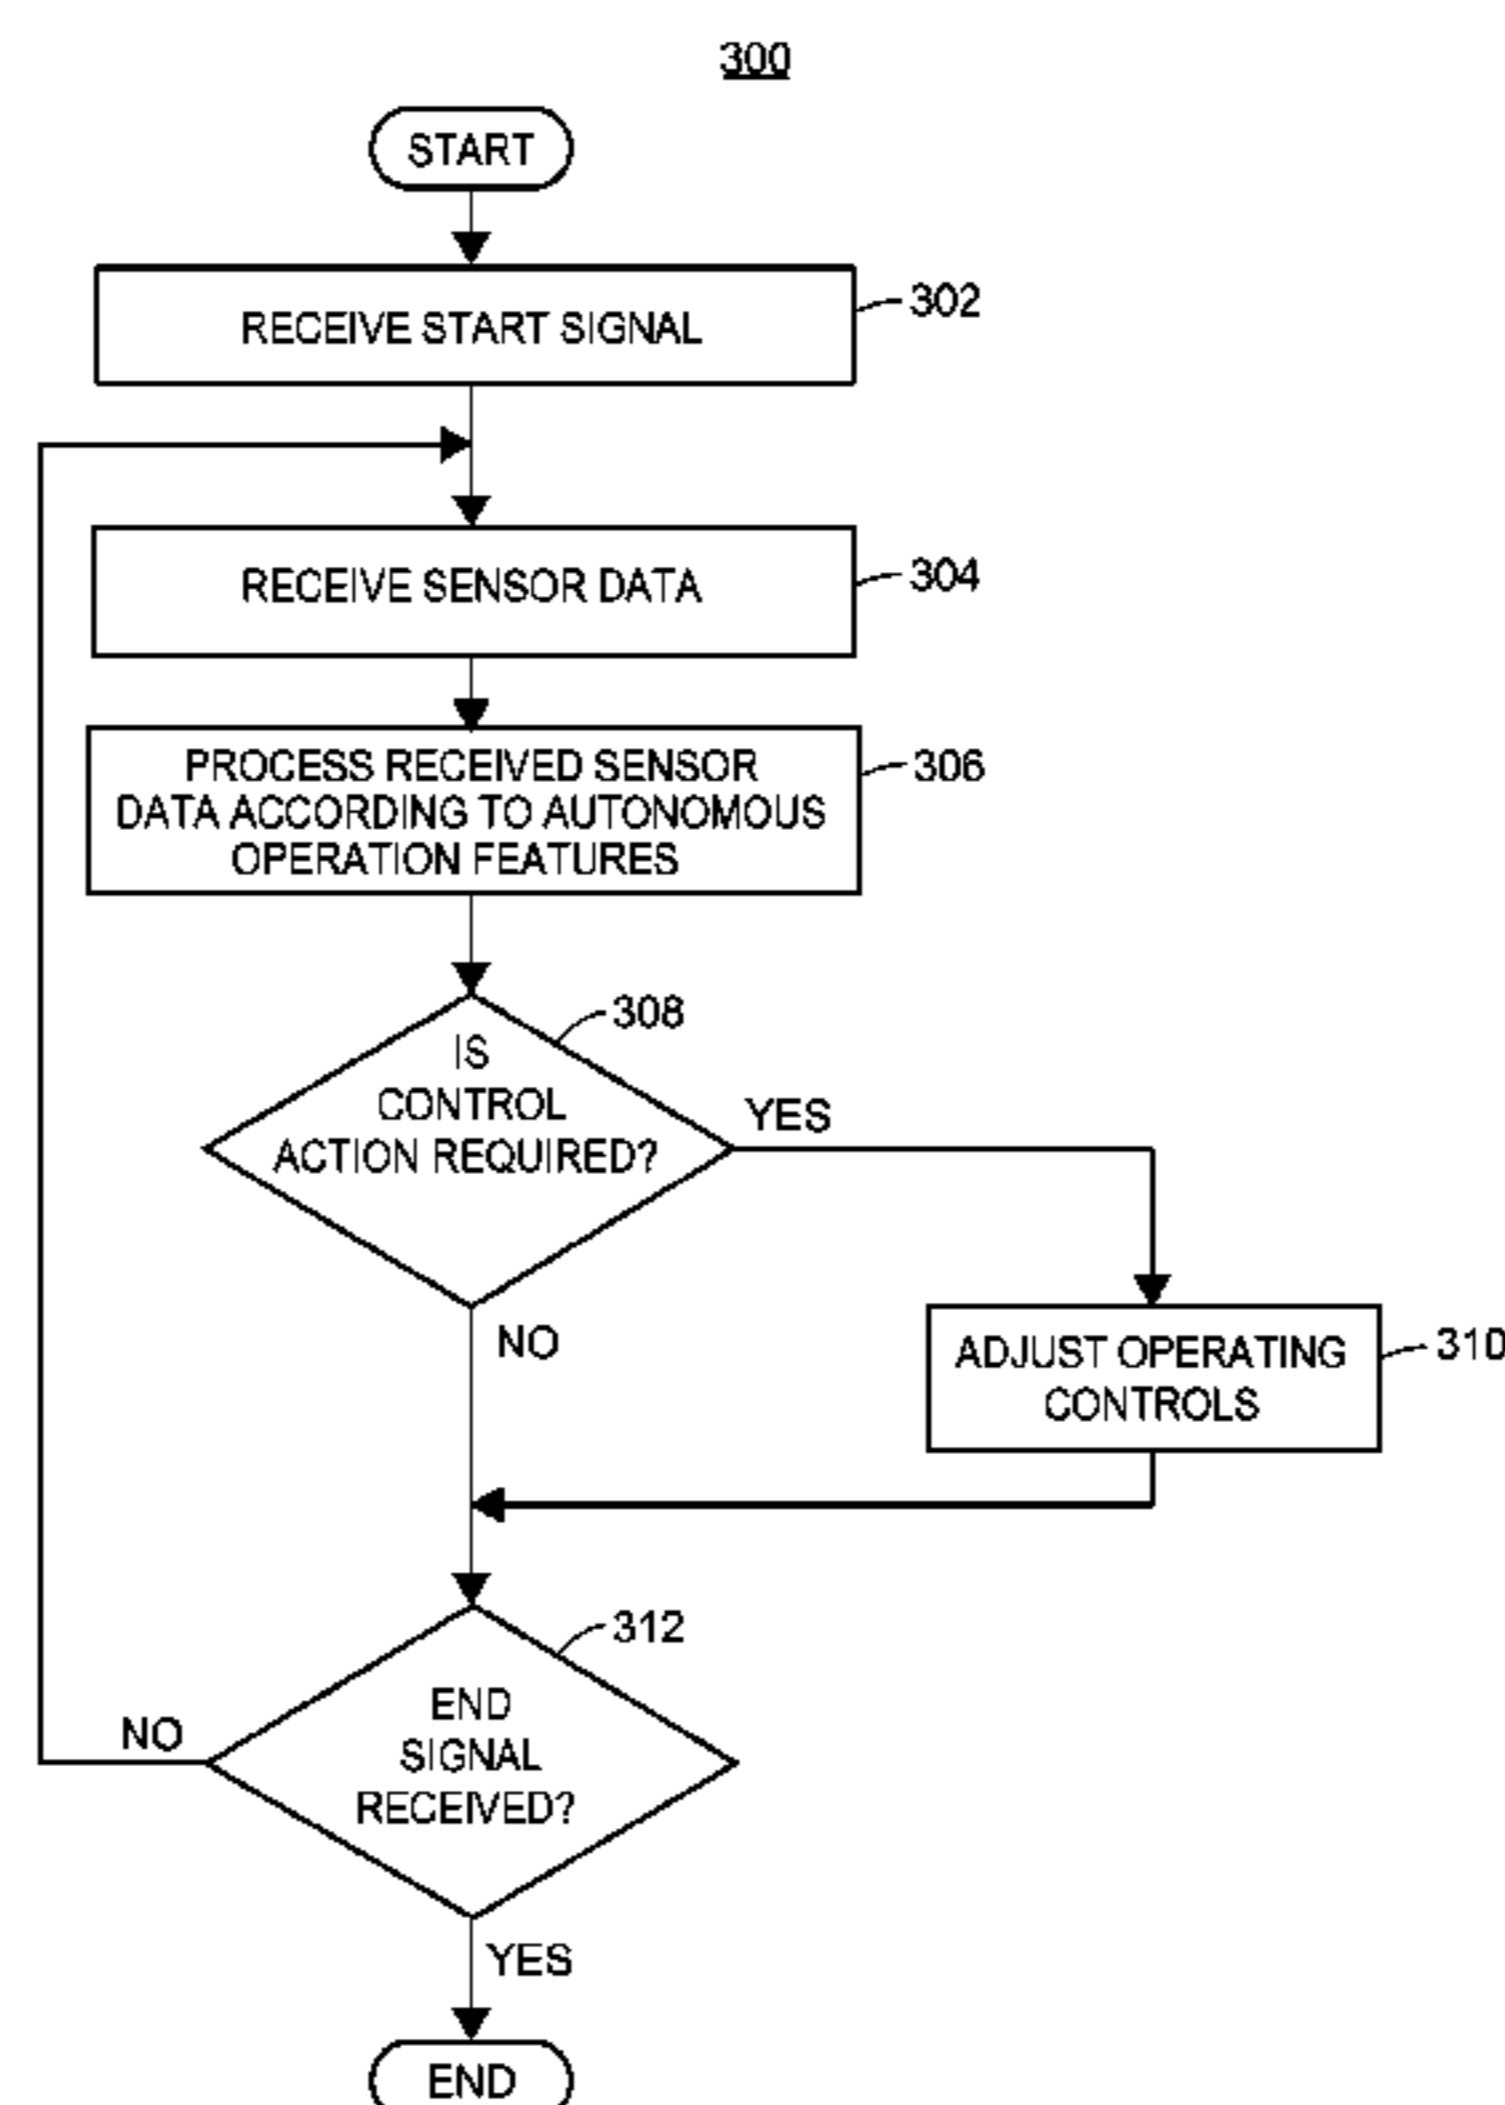 300
START
RECEIVE START SIGNAL
302
RECEIVE SENSOR DATA
304
PROCESS RECEIVED SENSOR
DATA ACCORDING TO AUTONOMOUS
OPERATION FEATURES
306
308
IS
CONTROL
ACTION REQUIRED?
YES
NO
ADJUST OPERATING
CONTROLS
310
312
END
SIGNAL
RECEIVED?
NO
YES
END